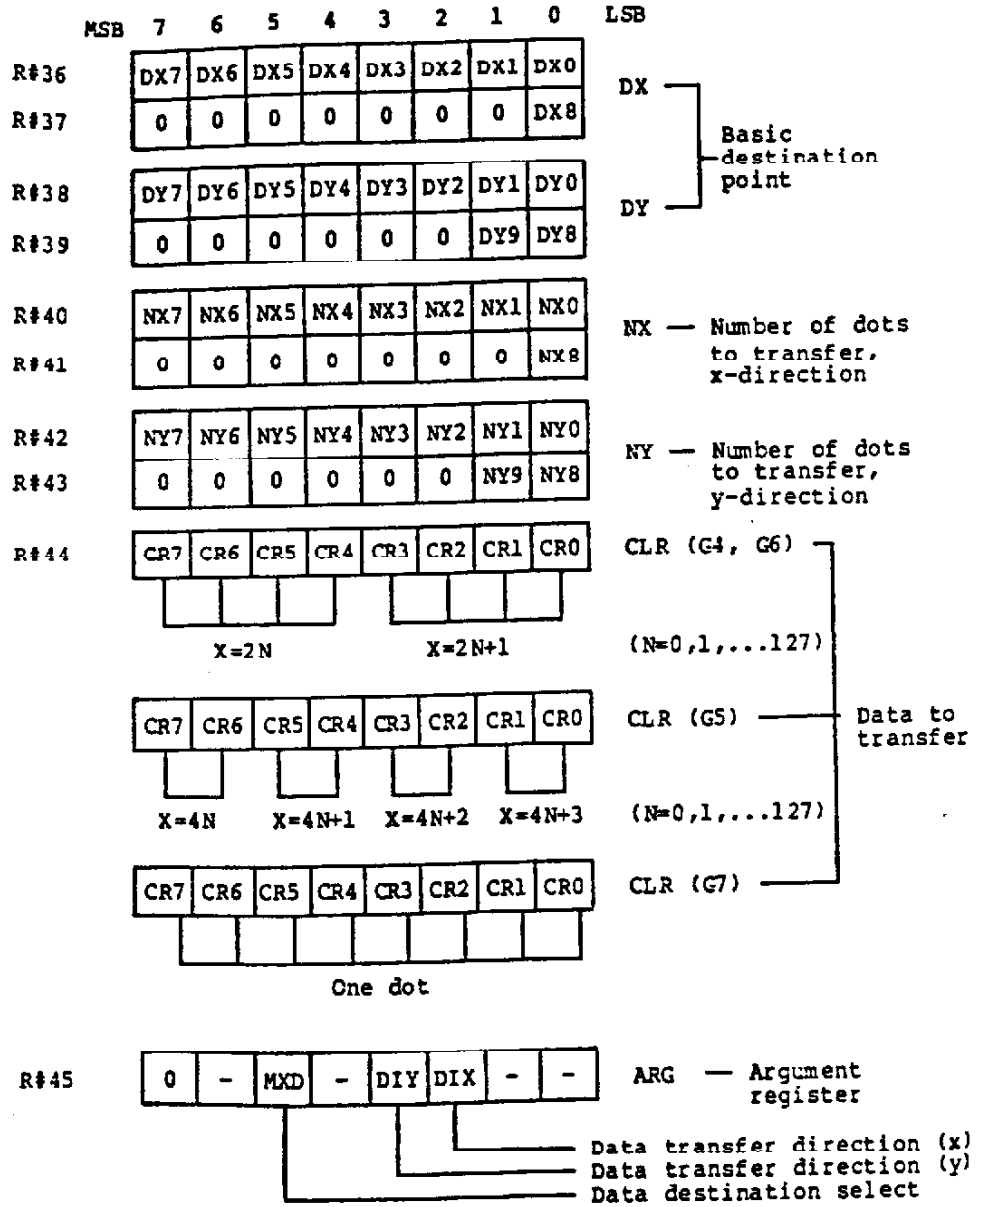 MSB 7 6 5 4 3 2 1 0 LSB
R#36 DX7 DX6 DX5 DX4 DX3 DX2 DX1 DX0
R#37 0 0 0 0 0 0 0 DX8
DX
Basic
destination
point
DY
R#38 DY7 DY6 DY5 DY4 DY3 DY2 DY1 DY0
R#39 0 0 0 0 0 0 DY9 DY8
R#40 NX7 NX6 NX5 NX4 NX3 NX2 NX1 NX0
R#41 0 0 0 0 0 0 0 NX8
NX — Number of dots
to transfer,
x-direction
R#42 NY7 NY6 NY5 NY4 NY3 NY2 NY1 NY0
R#43 0 0 0 0 0 0 NY9 NY8
NY — Number of dots
to transfer,
y-direction
R#44 CR7 CR6 CR5 CR4 CR3 CR2 CR1 CR0 CLR (G4, G6)
X=2N X=2N+1 (N=0,1,...127)
CR7 CR6 CR5 CR4 CR3 CR2 CR1 CR0 CLR (G5)
Data to
transfer
X=4N X=4N+1 X=4N+2 X=4N+3 (N=0,1,...127)
CR7 CR6 CR5 CR4 CR3 CR2 CR1 CR0 CLR (G7)
One dot
R#45 0 - MXD - DIY DIX - - ARG — Argument
register
Data transfer direction (x)
Data transfer direction (y)
Data destination select